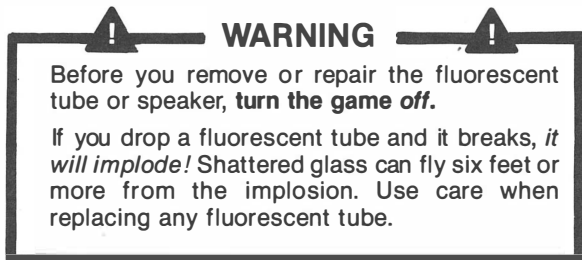 ! WARNING !
Before you remove or repair the fluorescent
tube or speaker, turn the game off.
If you drop a fluorescent tube and it breaks, it
will implode! Shattered glass can fly six feet or
more from the implosion. Use care when
replacing any fluorescent tube.